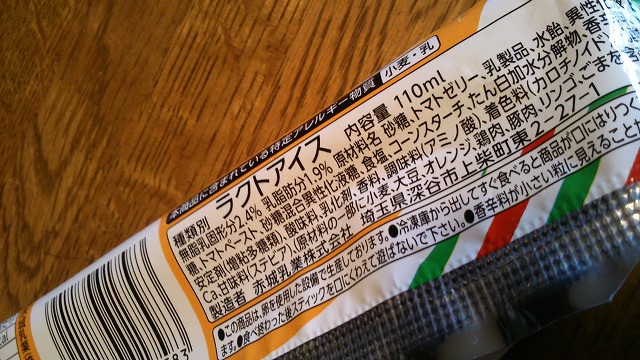 本商品に含まれている特定アレルギー物質 小麦・乳
種類別 ラクトアイス 内容量 110ml
無脂乳固形分1.4% 乳脂肪分1.9% 原材料名 砂糖、トマトゼリー、乳製品、水飴、異性化
糖、トマトペースト、砂糖混合異性化液糖、食塩、コーンスターチ、たん白加水分解物、香辛
安定剤(増粘多糖類)、酸味料、乳化剤、香料、調味料(アミノ酸)、着色料(カロチノイド)
Ca、甘味料(ステビア)、(原材料の一部に小麦、大豆、オレンジ、鶏肉、豚肉、リンゴ、ごまを含
製造者 赤城乳業株式会社 埼玉県深谷市上柴町東2-27-1
●この商品は、卵を使用した設備で生産しております。●冷凍庫から出してすぐ食べると商品が口にはりつく
ます。●食べ終わった後スティックを口にくわえて遊ばないで下さい。●香辛料が小さい粒に見えること